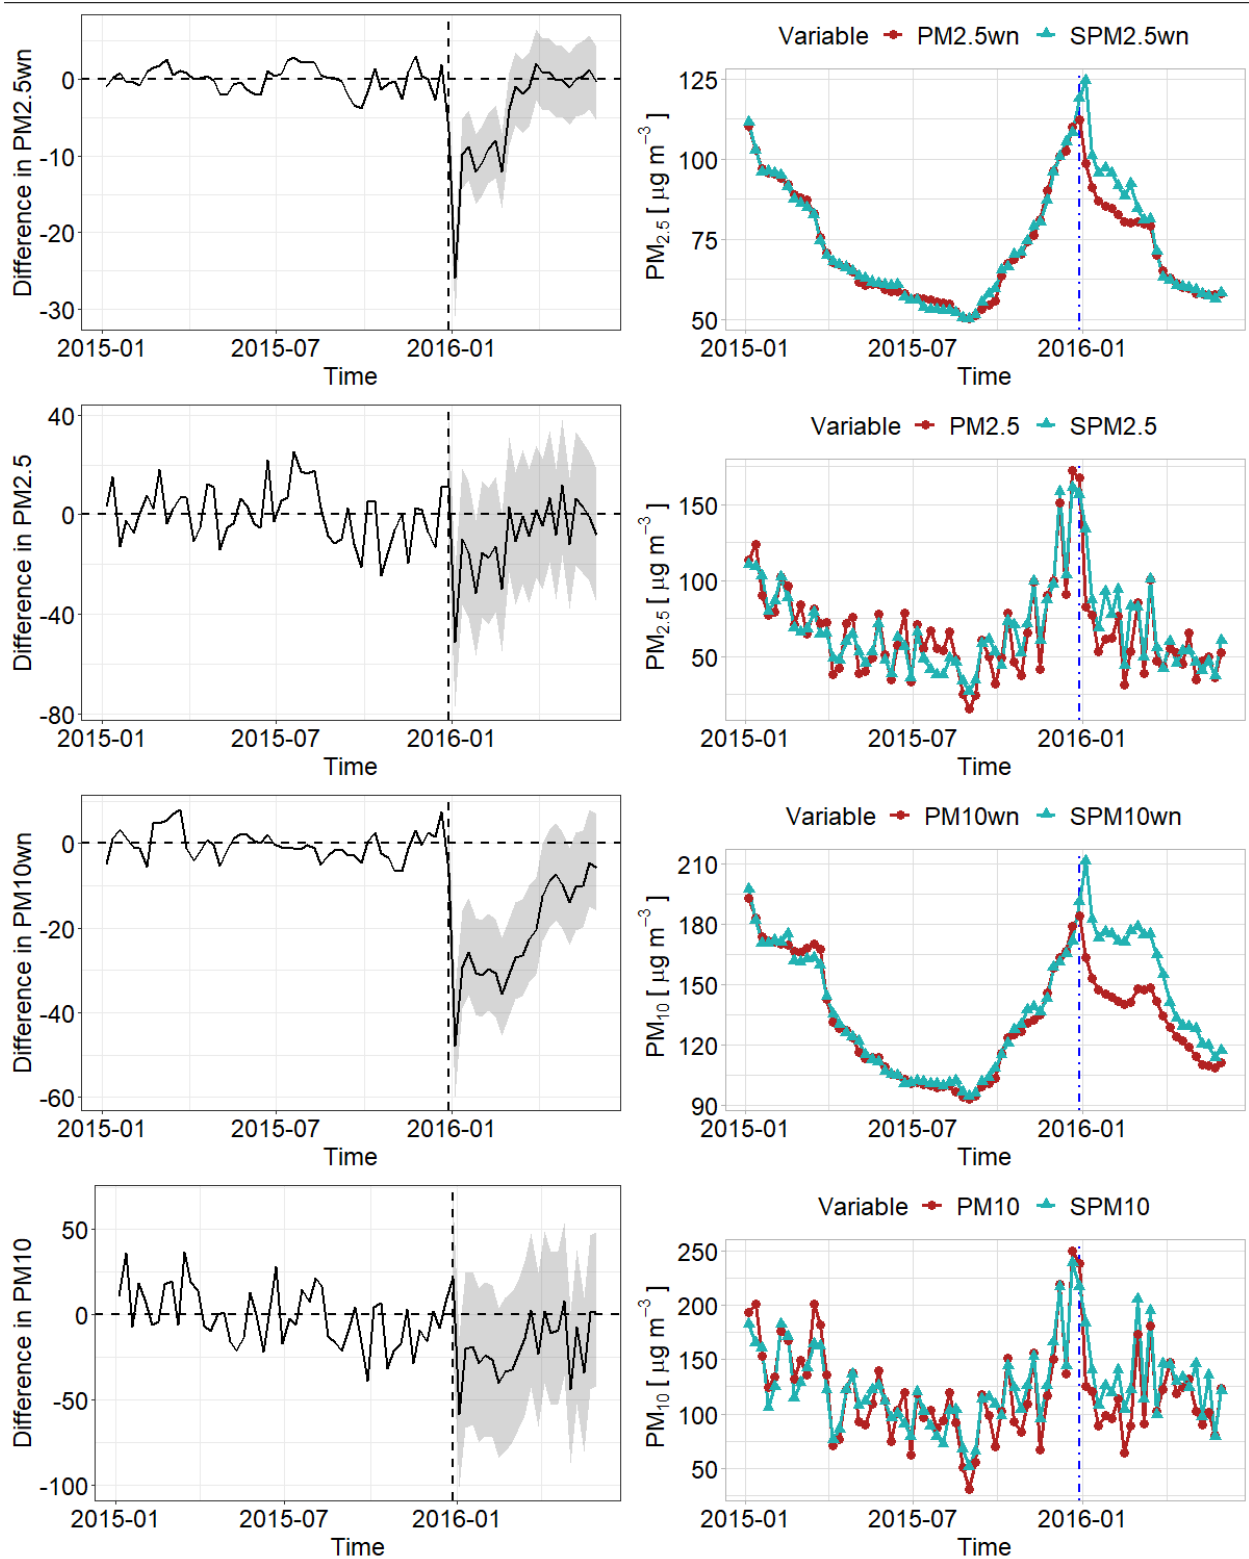 Difference in PM2.5wn
0
-10
-20
-30
2015-01 2015-07 2016-01
Time
Variable PM2.5wn SPM2.5wn
PM2.5 [ µg m−3 ]
125
100
75
50
2015-01 2015-07 2016-01
Time
Difference in PM2.5
40
0
-40
-80
2015-01 2015-07 2016-01
Time
Variable PM2.5 SPM2.5
PM2.5 [ µg m−3 ]
150
100
50
2015-01 2015-07 2016-01
Time
Difference in PM10wn
0
-20
-40
-60
2015-01 2015-07 2016-01
Time
Variable PM10wn SPM10wn
PM10 [ µg m−3 ]
210
180
150
120
90
2015-01 2015-07 2016-01
Time
Difference in PM10
50
0
-50
-100
2015-01 2015-07 2016-01
Time
Variable PM10 SPM10
PM10 [ µg m−3 ]
250
200
150
100
50
2015-01 2015-07 2016-01
Time